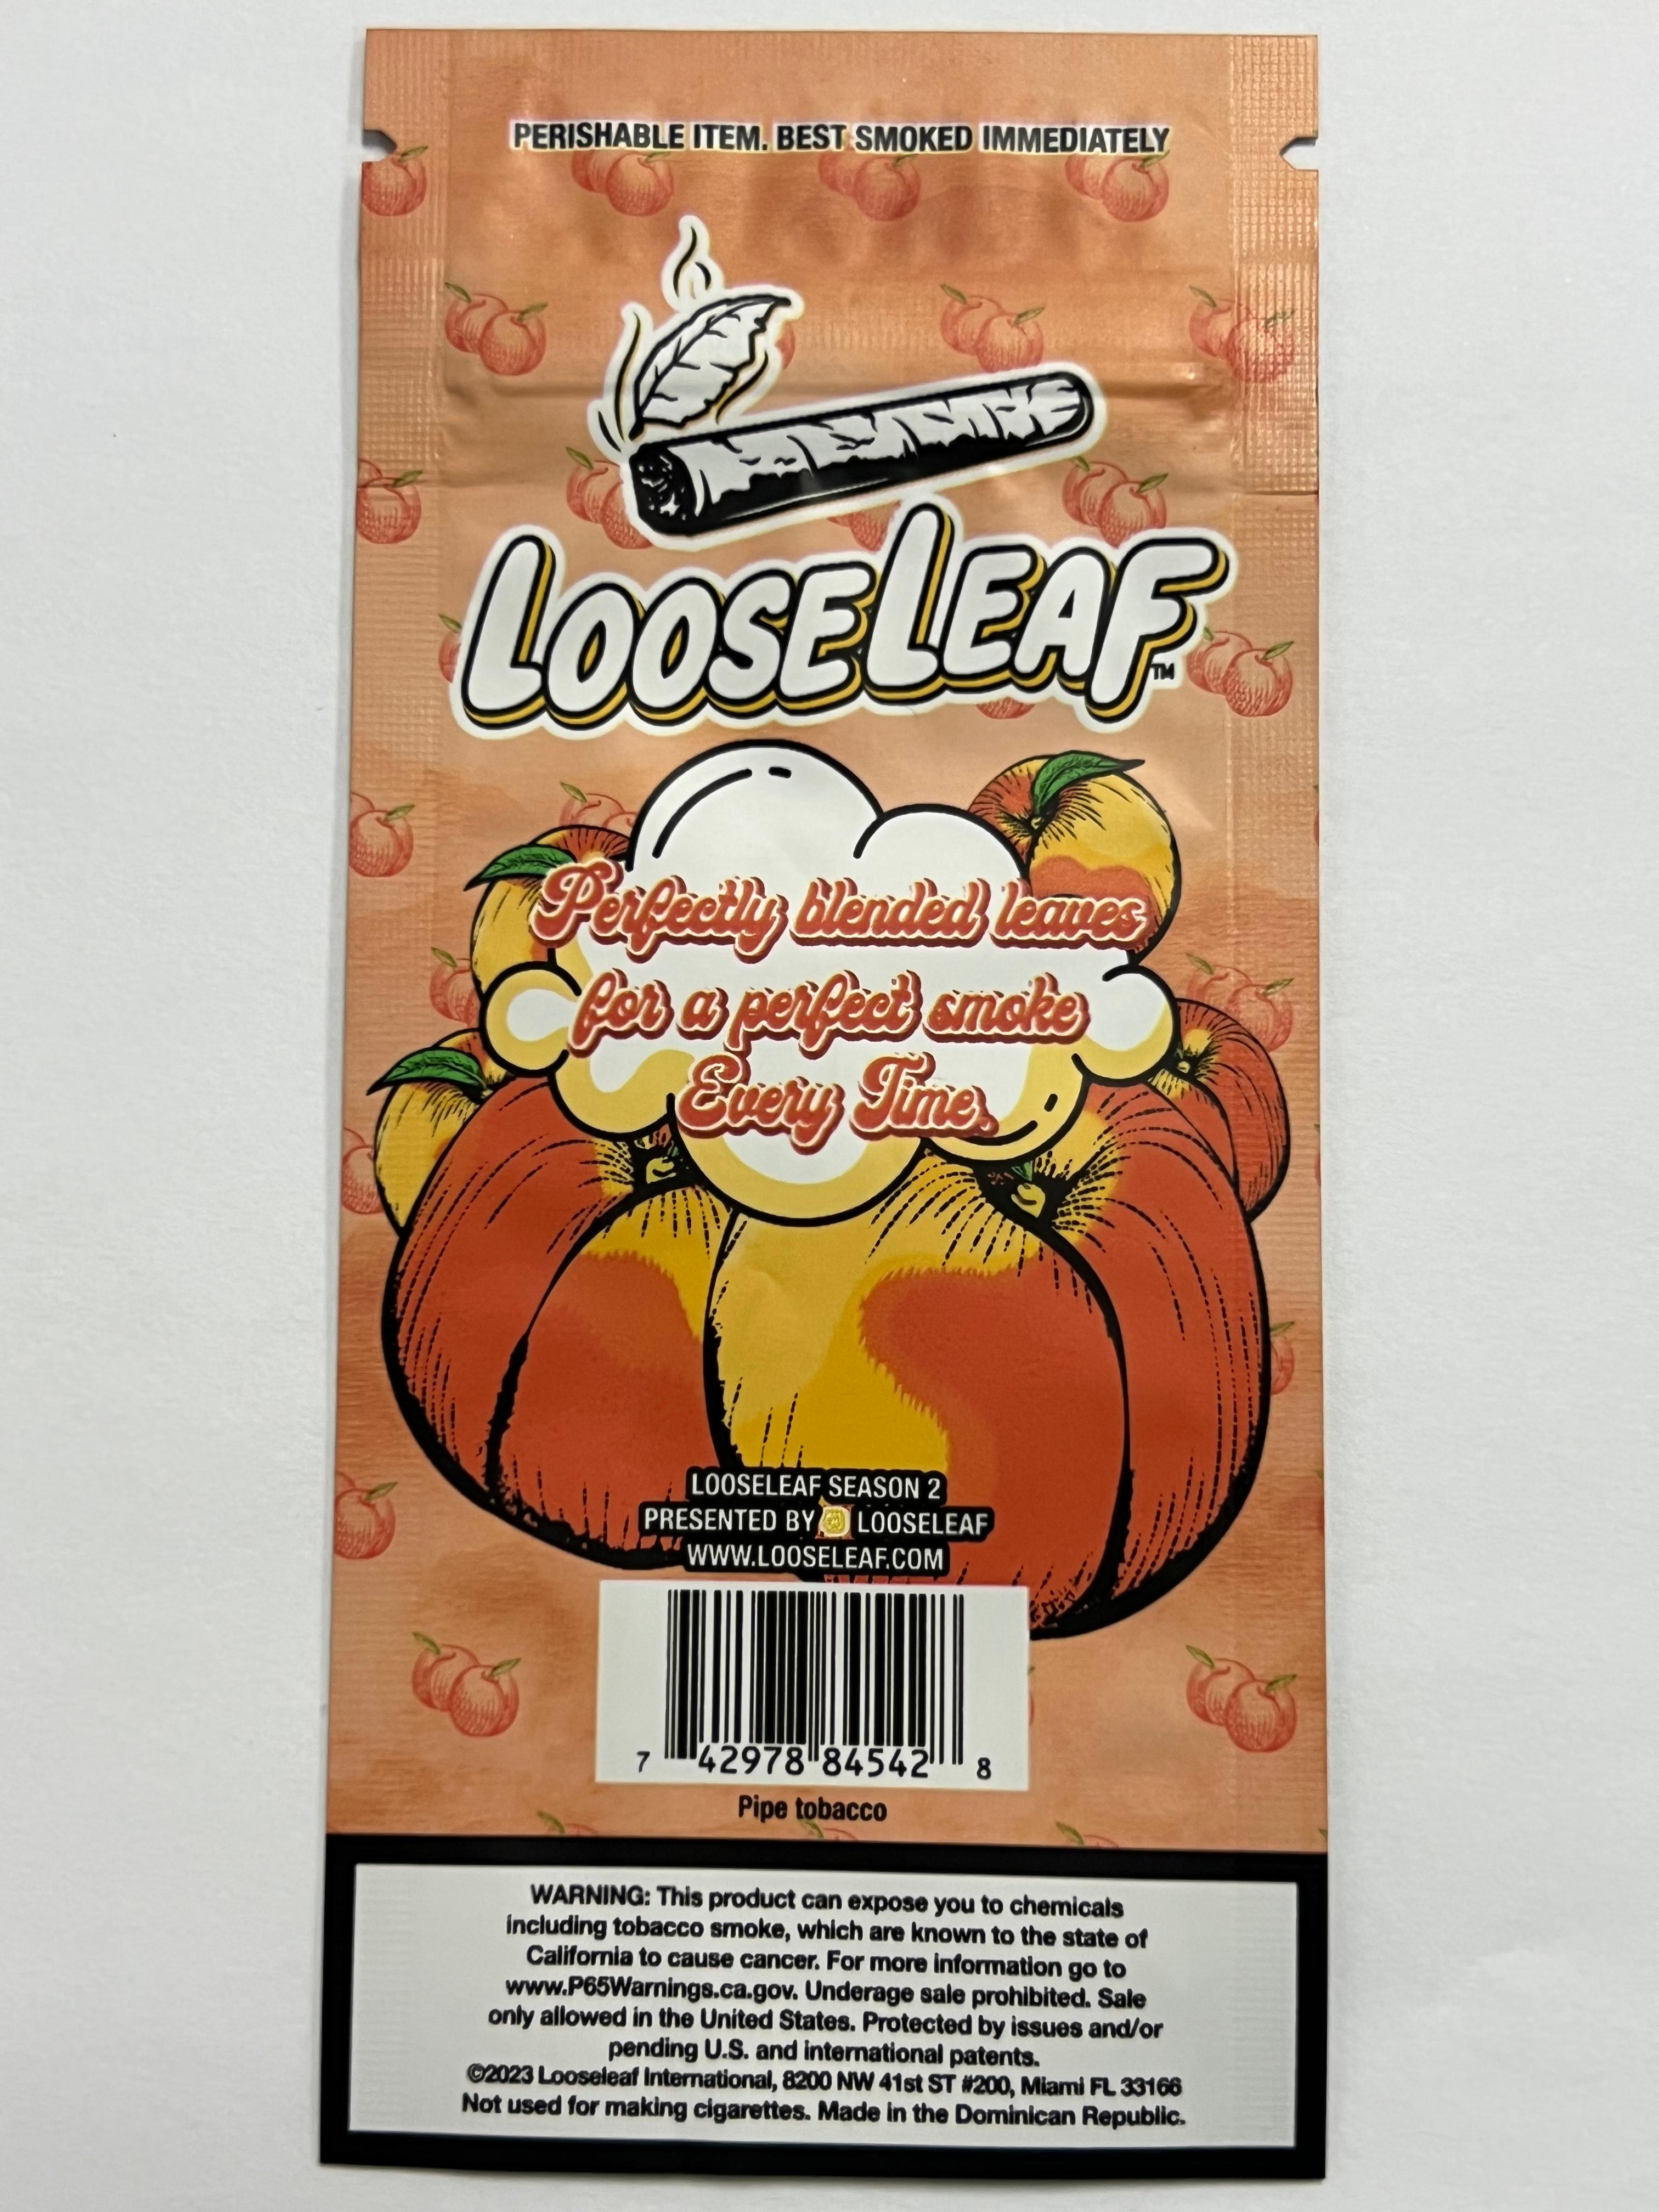 PERISHABLE ITEM. BEST SMOKED IMMEDIATELY
LOOSELEAF™
Perfectly blended leaves
for a perfect smoke
Every Time.
LOOSELEAF SEASON 2
PRESENTED BY LOOSELEAF
WWW.LOOSELEAF.COM
7 42978 84542 8
Pipe tobacco
WARNING: This product can expose you to chemicals
including tobacco smoke, which are known to the state of
California to cause cancer. For more information go to
www.P65Warnings.ca.gov. Underage sale prohibited. Sale
only allowed in the United States. Protected by issues and/or
pending U.S. and international patents.
©2023 Looseleaf International, 8200 NW 41st ST #200, Miami FL 33166
Not used for making cigarettes. Made in the Dominican Republic.